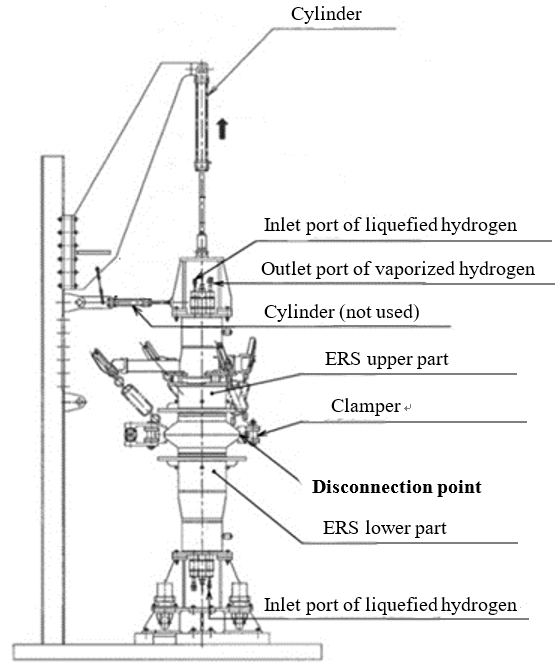 Cylinder
Inlet port of liquefied hydrogen
Outlet port of vaporized hydrogen
Cylinder (not used)
ERS upper part
Clamper
Disconnection point
ERS lower part
Inlet port of liquefied hydrogen